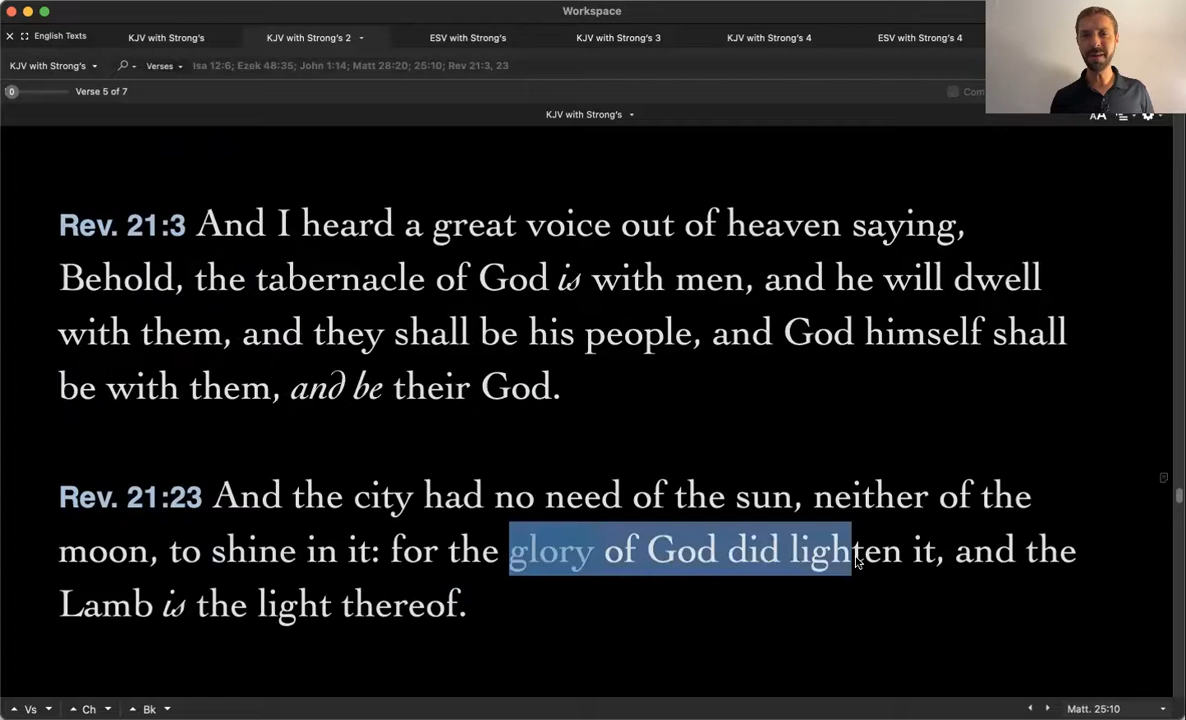 Workspace
English Texts KJV with Strong's KJV with Strong's 2 ESV with Strong's KJV with Strong's 3 KJV with Strong's 4 ESV with Strong's 4
KJV with Strong's Verses Isa 12:6; Ezek 48:35; John 1:14; Matt 28:20; 25:10; Rev 21:3, 23
0 Verse 5 of 7 Com
KJV with Strong's AA
Rev. 21:3 And I heard a great voice out of heaven saying,
Behold, the tabernacle of God is with men, and he will dwell
with them, and they shall be his people, and God himself shall
be with them, and be their God.
Rev. 21:23 And the city had no need of the sun, neither of the
moon, to shine in it: for the glory of God did lighten it, and the
Lamb is the light thereof.
Vs Ch Bk Matt. 25:10